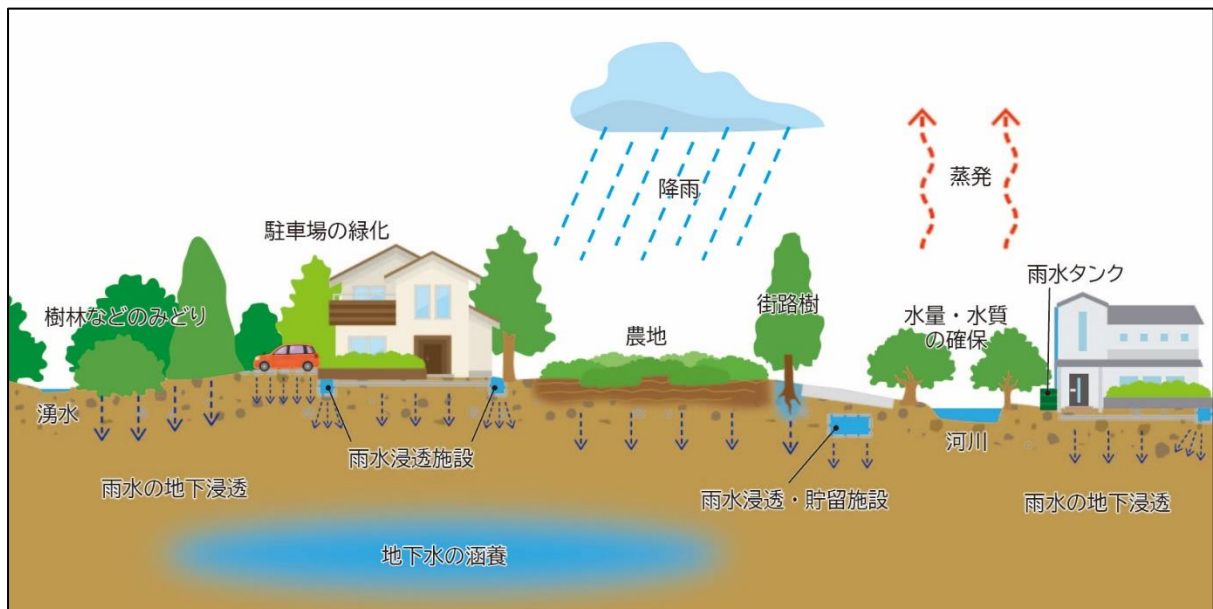 降雨
蒸発
駐車場の緑化
雨水タンク
樹林などのみどり
農地
街路樹
水量・水質
の確保
湧水
雨水浸透施設
河川
雨水の地下浸透
雨水浸透・貯留施設
雨水の地下浸透
地下水の涵養